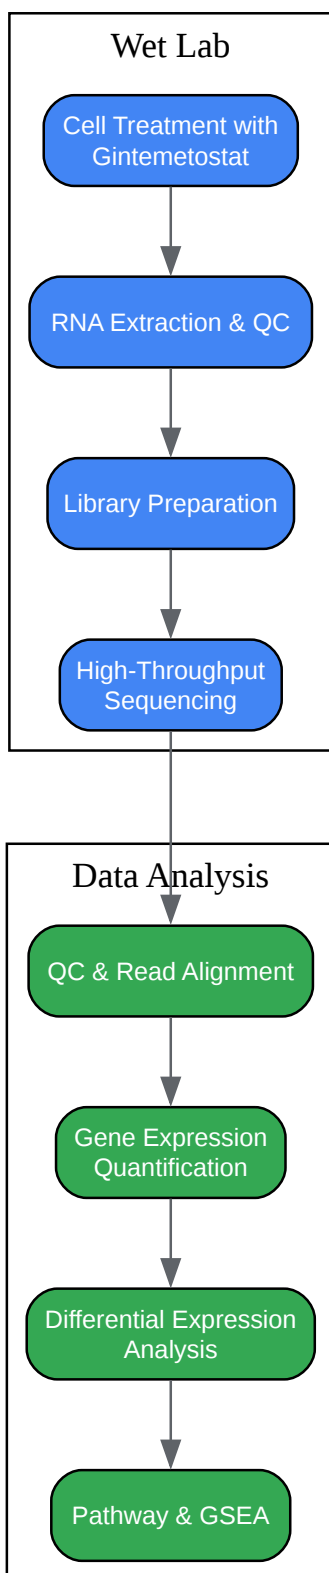 Wet Lab
Cell Treatment with
Gintemetostat
RNA Extraction & QC
Library Preparation
High-Throughput
Sequencing
Data Analysis
QC & Read Alignment
Gene Expression
Quantification
Differential Expression
Analysis
Pathway & GSEA